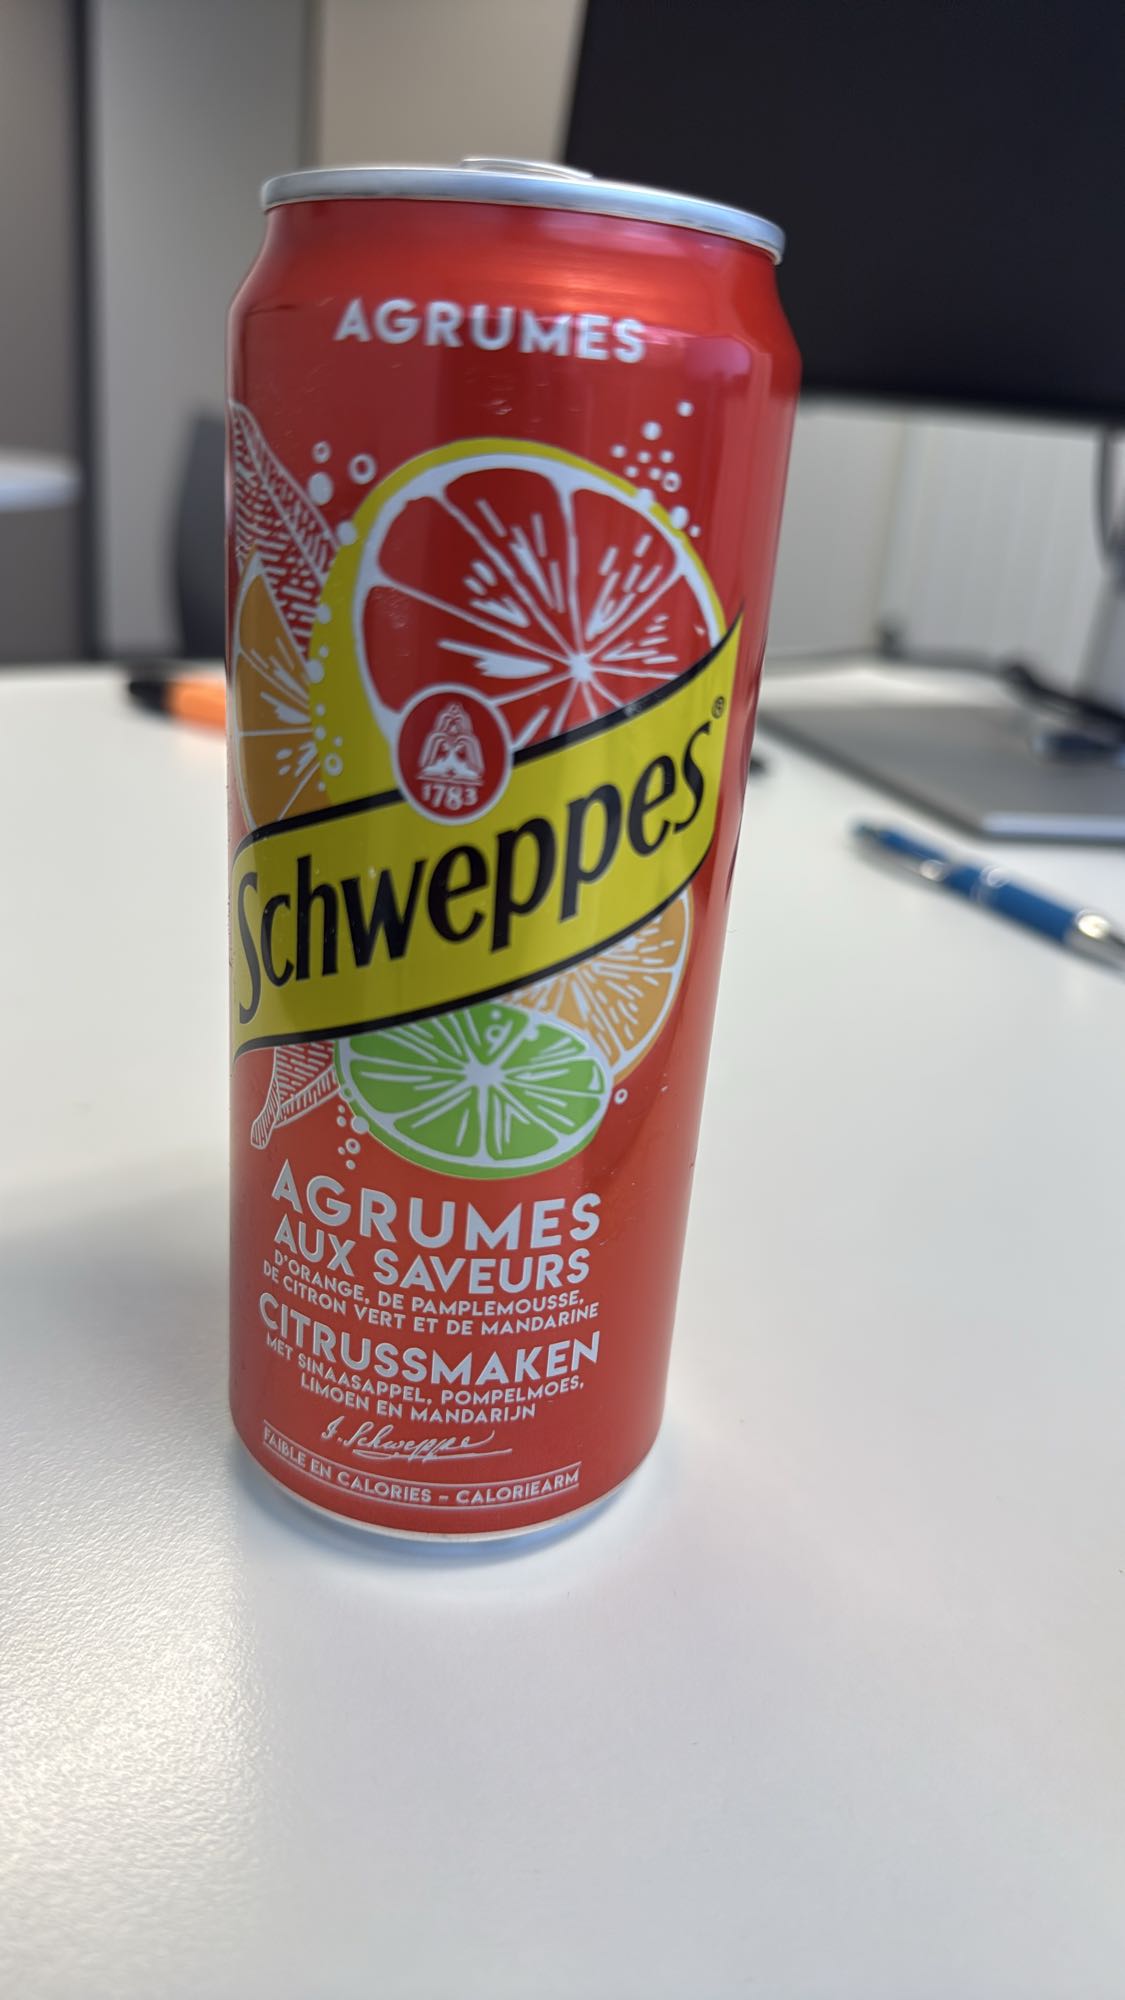 AGRUMES
1783
Schweppes®
AGRUMES
AUX SAVEURS
D'ORANGE, DE PAMPLEMOUSSE,
DE CITRON VERT ET DE MANDARINE
CITRUSSMAKEN
MET SINAASAPPEL, POMPELMOES,
LIMOEN EN MANDARIJN
J. Schweppe
FAIBLE EN CALORIES - CALORIEARM